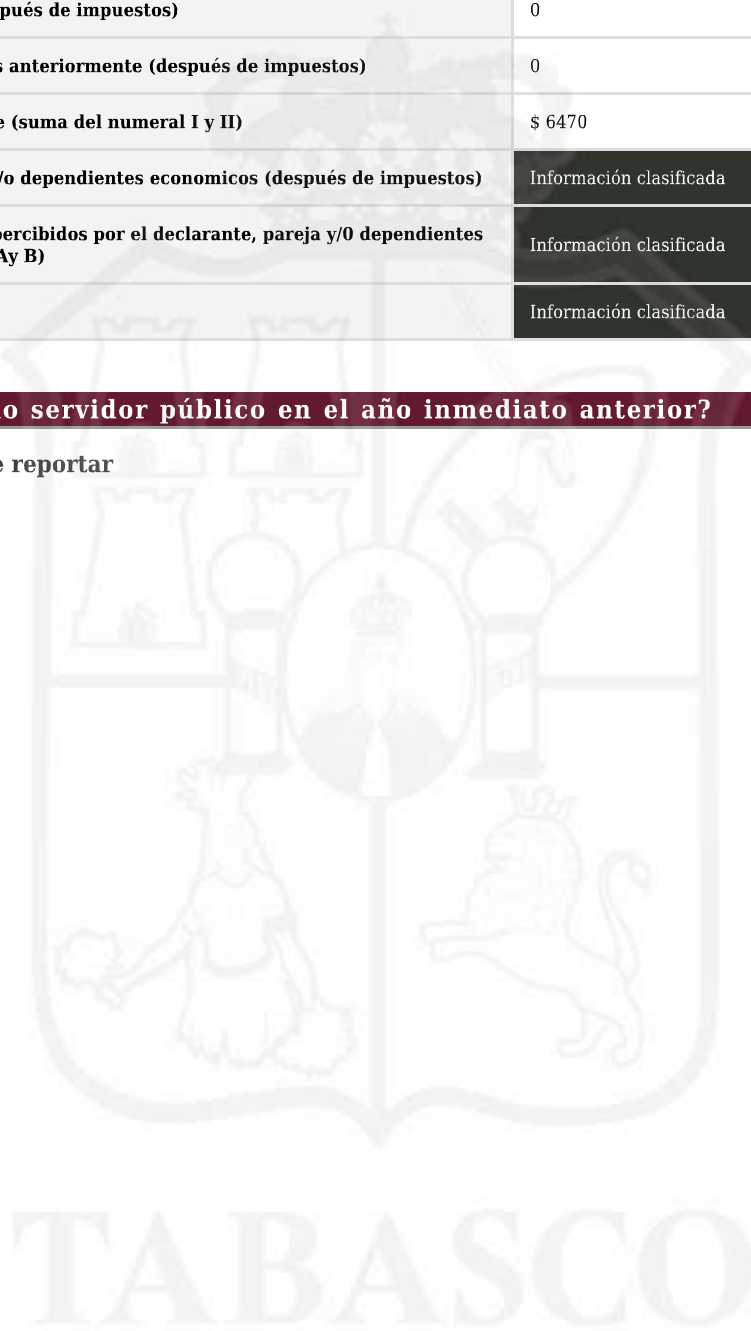 pués de impuestos) 0
s anteriormente (después de impuestos) 0
e (suma del numeral I y II) $ 6470
/o dependientes economicos (después de impuestos) Información clasificada
percibidos por el declarante, pareja y/0 dependientes Información clasificada
Ay B)
Información clasificada
o servidor público en el año inmediato anterior?
e reportar
TABASCO